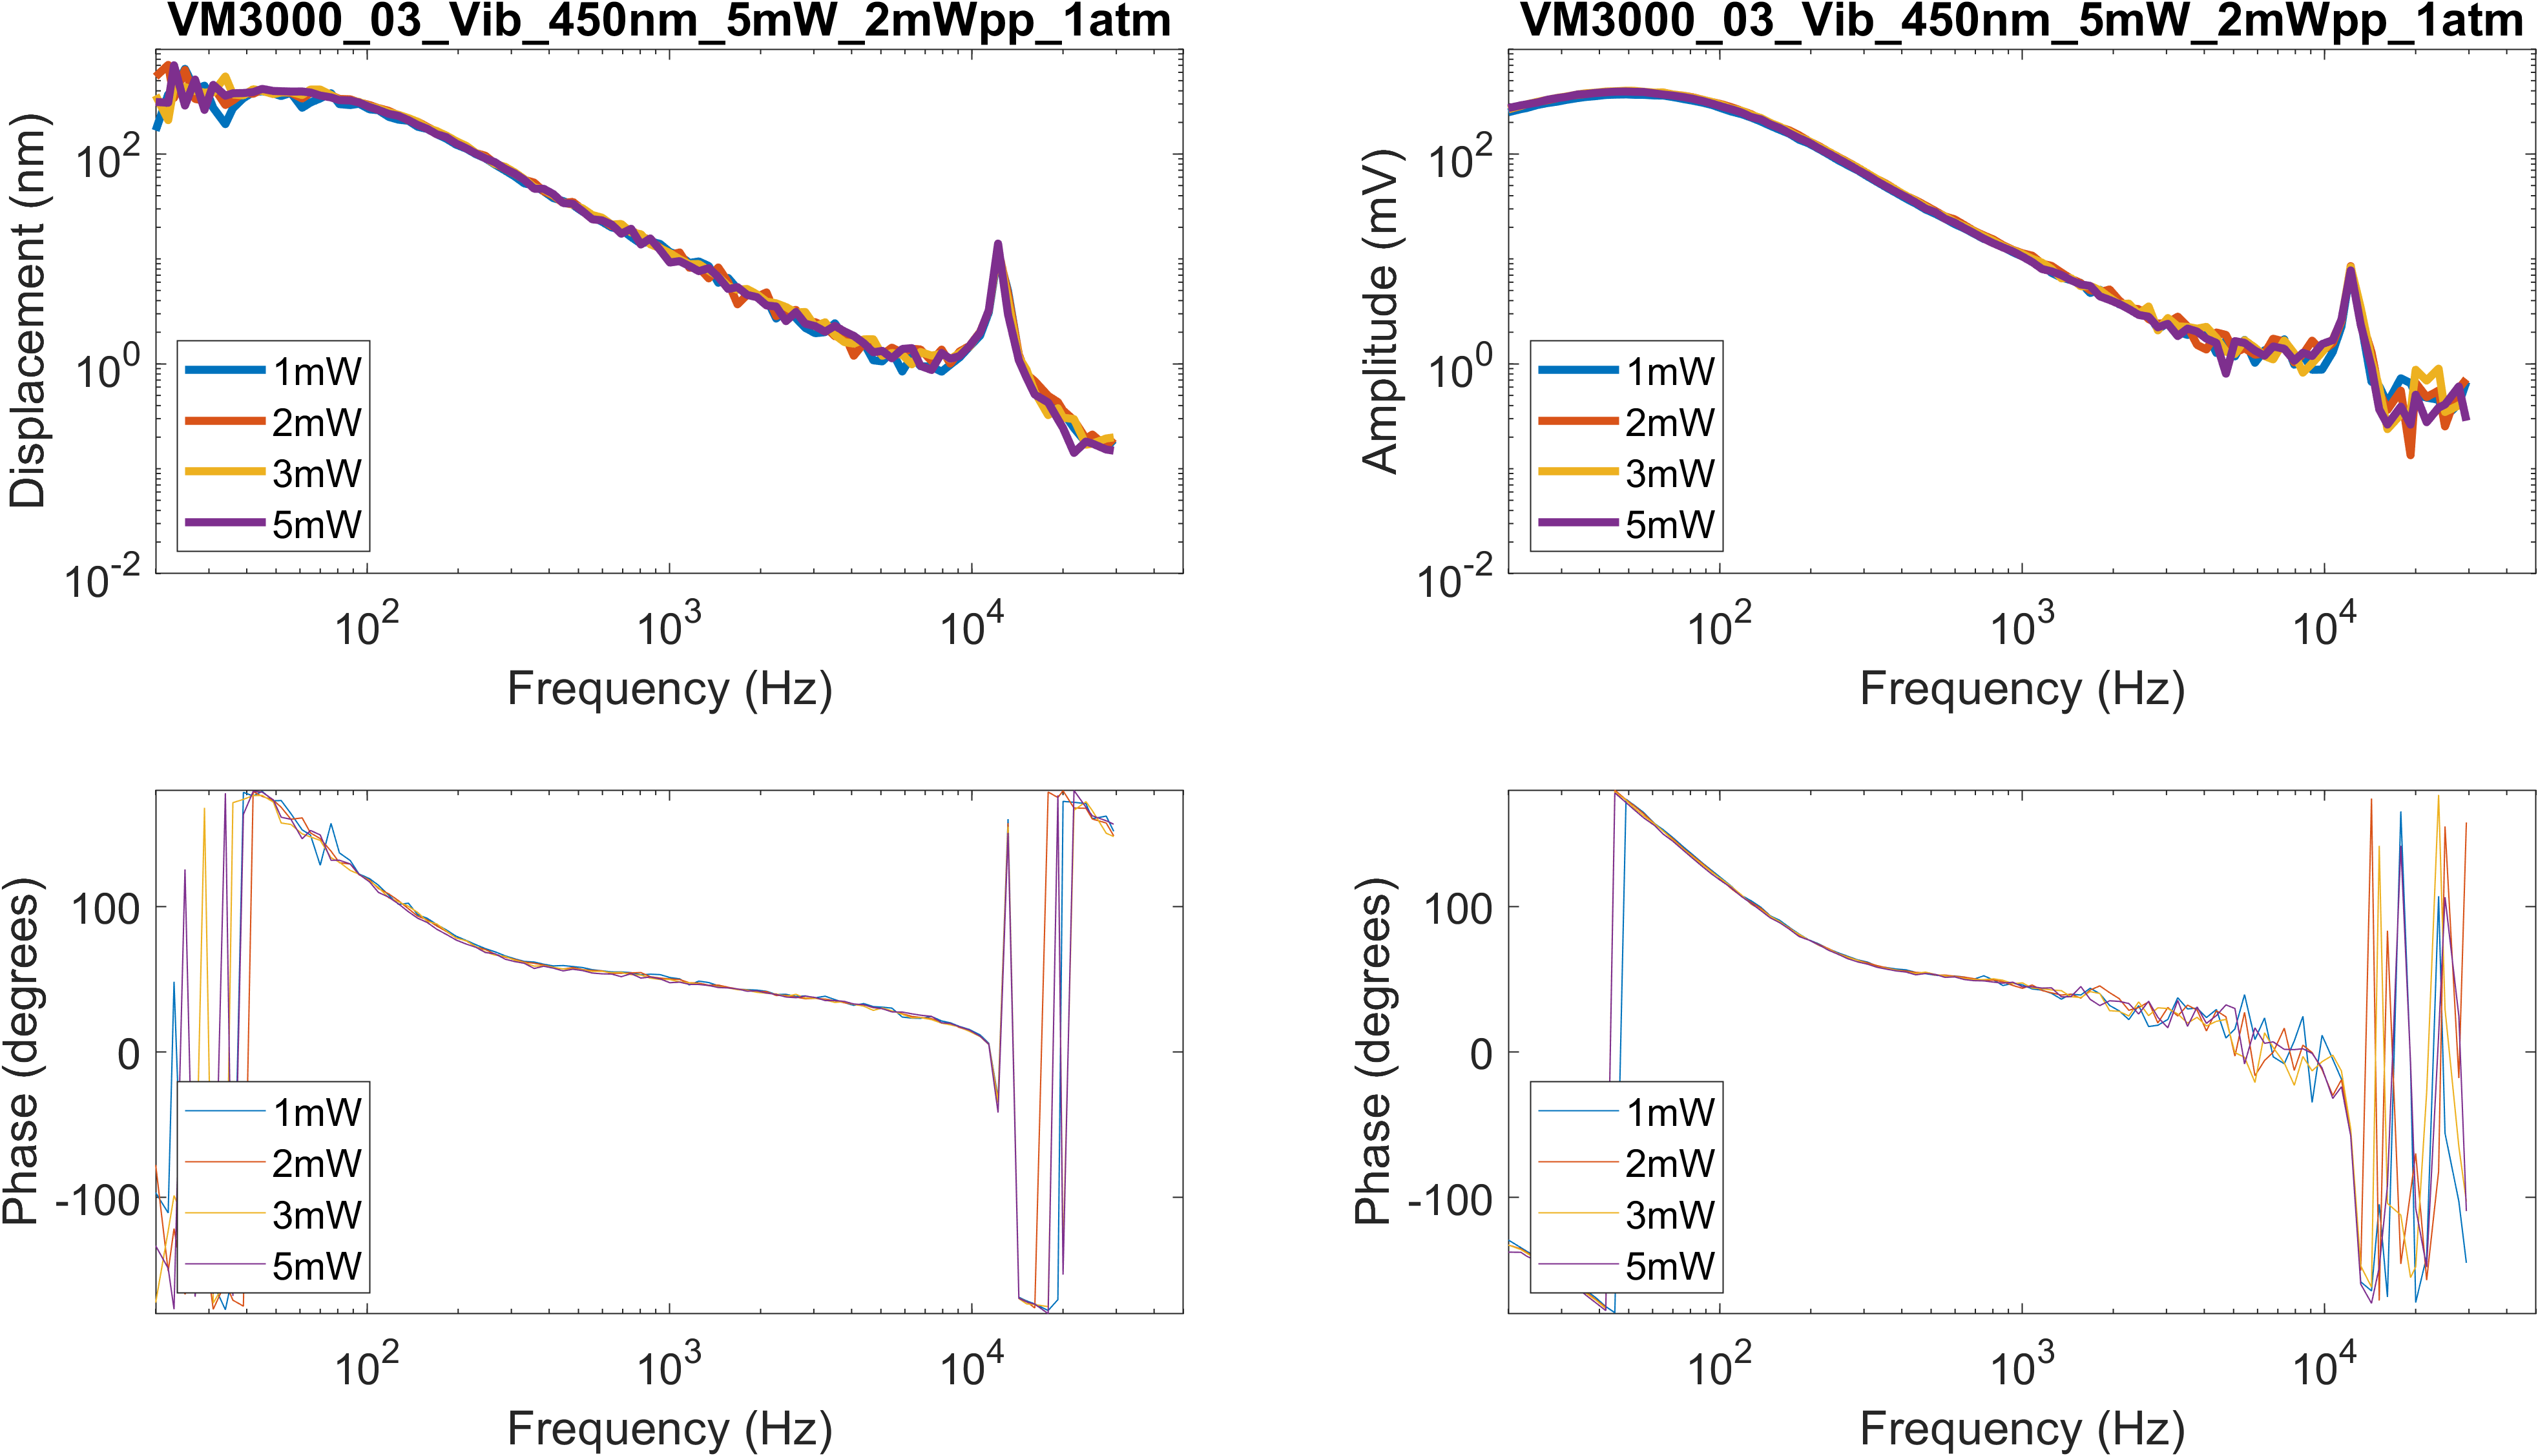 VM3000_03_Vib_450nm_5mW_2mWpp_1atm
Displacement (nm)
10^2
10^0
10^-2
1mW
2mW
3mW
5mW
10^2
10^3
10^4
Frequency (Hz)
VM3000_03_Vib_450nm_5mW_2mWpp_1atm
Amplitude (mV)
10^2
10^0
10^-2
1mW
2mW
3mW
5mW
10^2
10^3
10^4
Frequency (Hz)
Phase (degrees)
100
0
-100
1mW
2mW
3mW
5mW
10^2
10^3
10^4
Frequency (Hz)
Phase (degrees)
100
0
-100
1mW
2mW
3mW
5mW
10^2
10^3
10^4
Frequency (Hz)